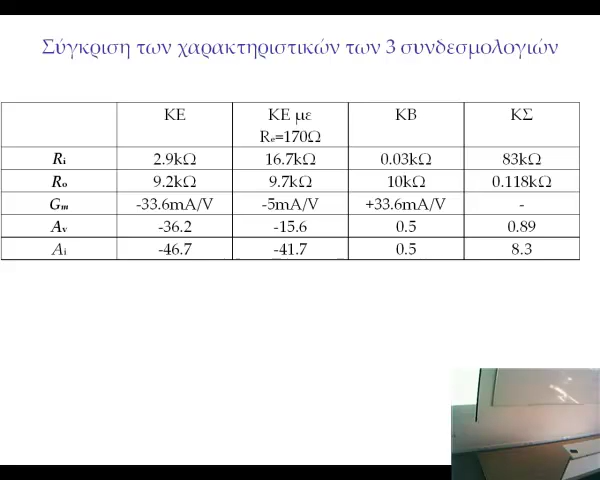 Σύγκριση των χαρακτηριστικών των 3 συνδεσμολογιών
ΚΕ ΚΕ με Rₑ=170Ω ΚΒ ΚΣ
Rᵢ 2.9kΩ 16.7kΩ 0.03kΩ 83kΩ
Rₒ 9.2kΩ 9.7kΩ 10kΩ 0.118kΩ
Gₘ -33.6mA/V -5mA/V +33.6mA/V -
Aᵥ -36.2 -15.6 0.5 0.89
Aᵢ -46.7 -41.7 0.5 8.3